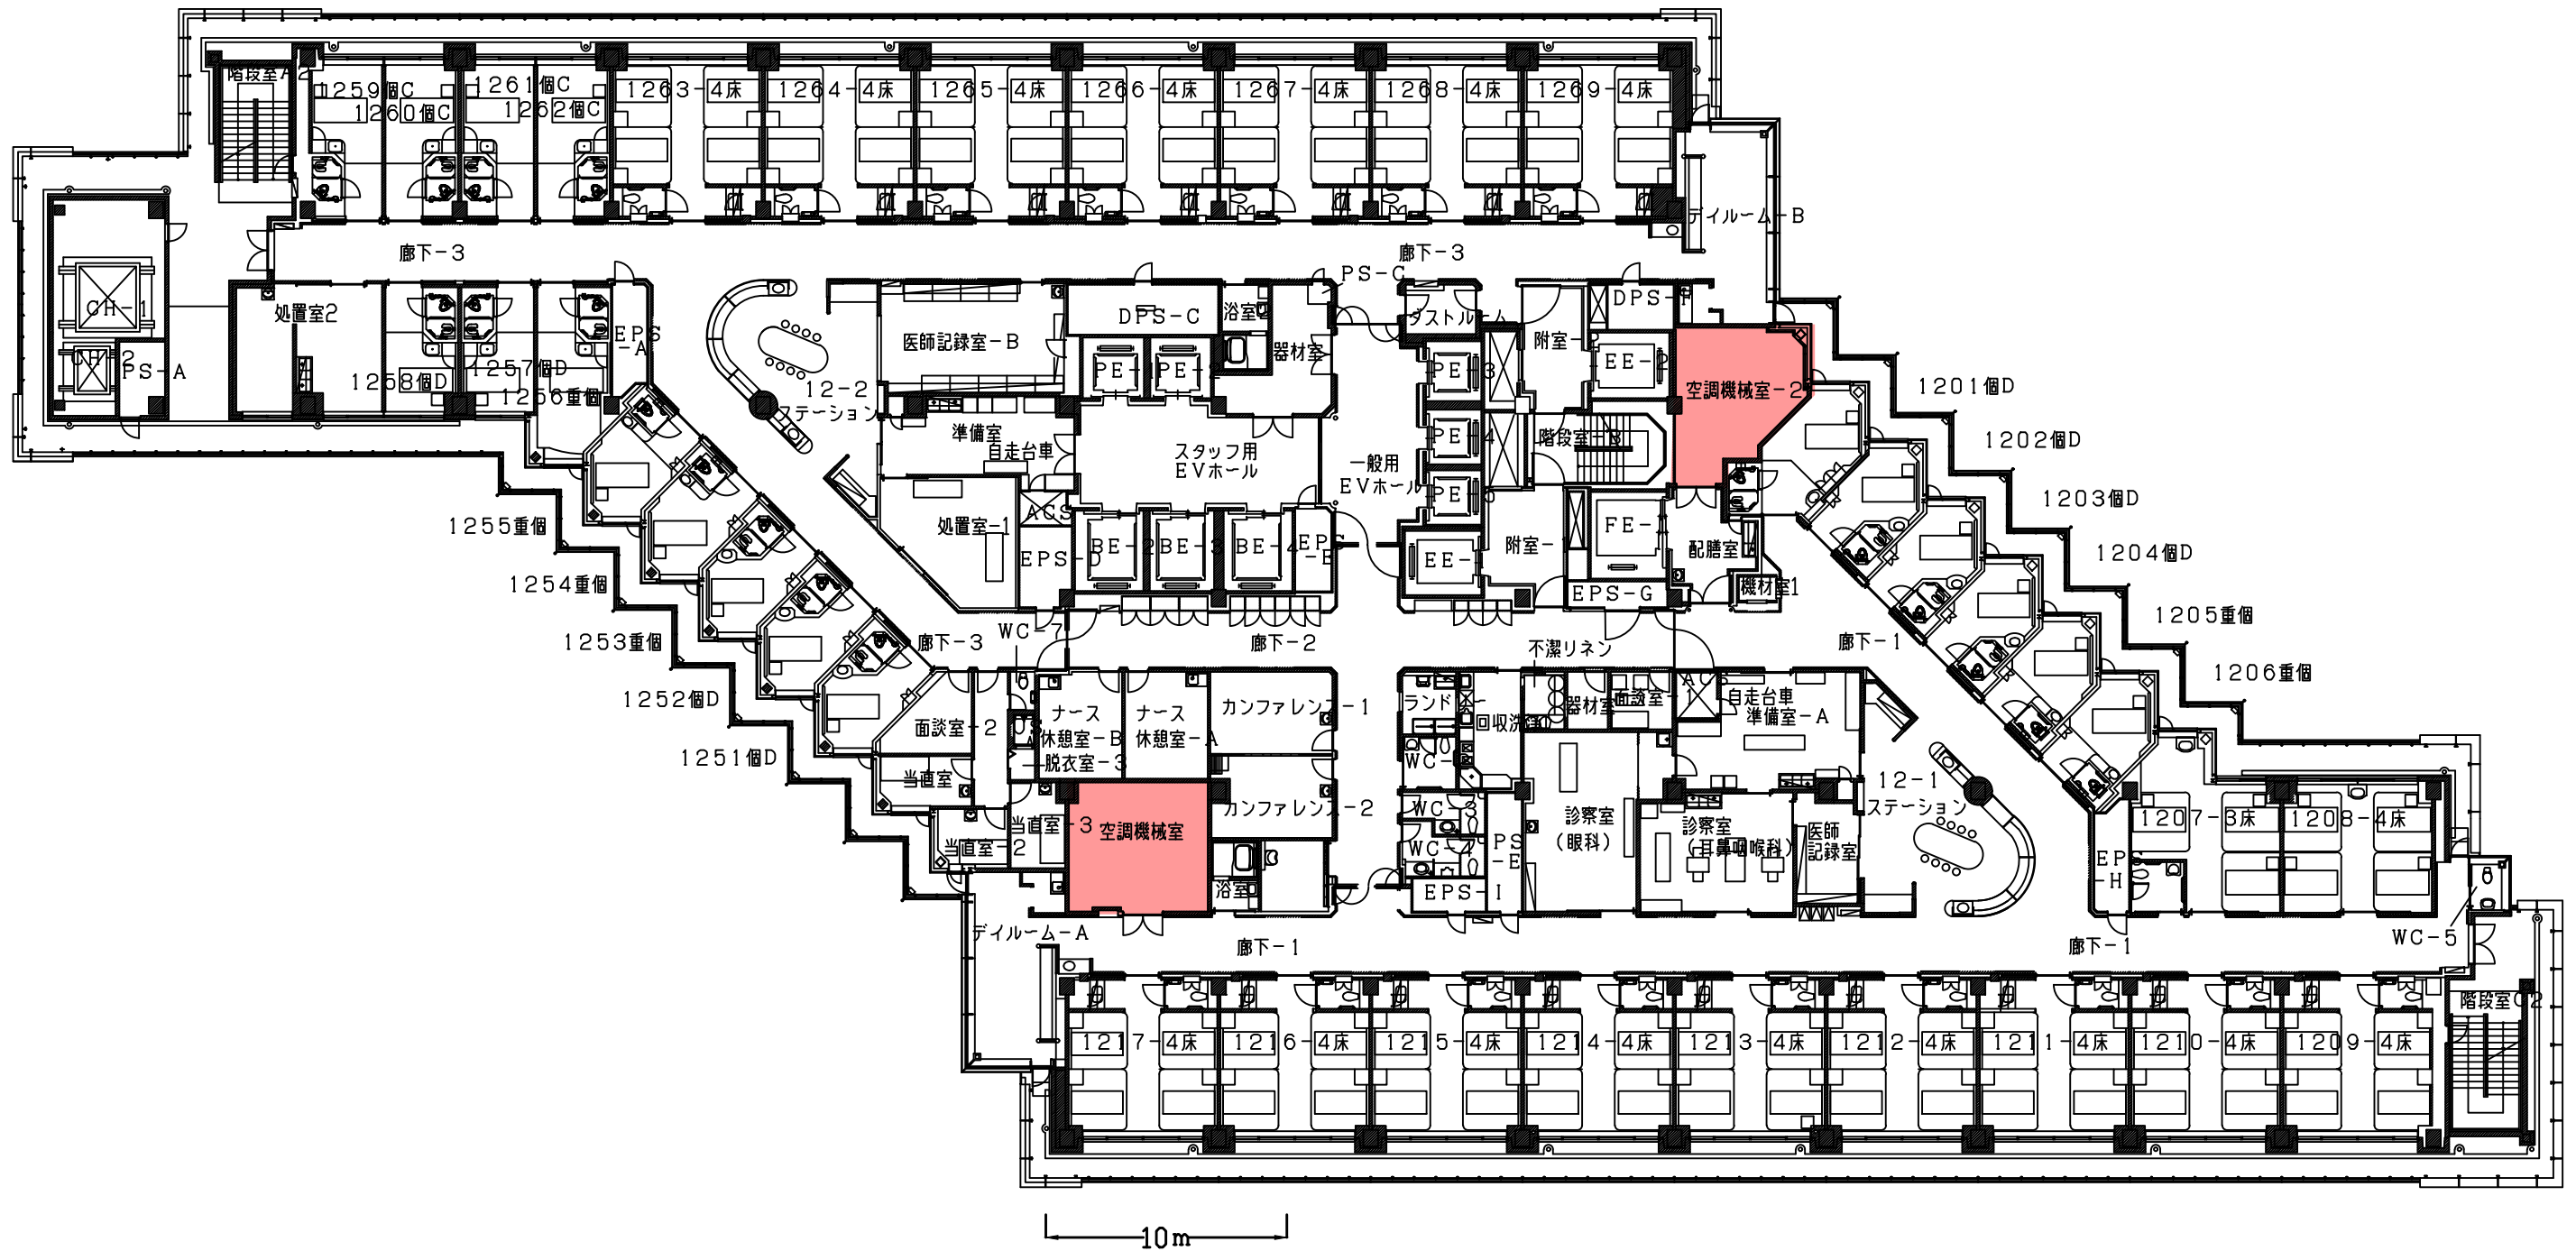 階段室A2
1259個C
1260個C
1261個C
1262個C
1263-4床
1264-4床
1265-4床
1266-4床
1267-4床
1268-4床
1269-4床
デイルーム-B
廊下-3
廊下-3
PS-C
CH-1
CH-2
PS-A
処置室2
1258個D
1257個D
1256重個
EPS
-A
12-2
ステーション
医師記録室-B
DPS-C
浴室
器材室
ダストルーム
附室-2
DPS-F
EE-2
空調機械室-2
PE-1
PE-2
PE-3
PE-4
PE-5
階段室-B
準備室
自走台車
スタッフ用
EVホール
一般用
EVホール
処置室-1
ACS
EPS-D
BE-2
BE-3
BE-4
EPS
-E
EE-1
附室-1
FE-1
EPS-G
配膳室
機材室1
1201個D
1202個D
1203個D
1204個D
1205重個
1206重個
1255重個
1254重個
1253重個
1252個D
1251個D
WC-7
廊下-3
廊下-2
不潔リネン
廊下-1
面談室-2
ナース
休憩室-B
ナース
休憩室-A
脱衣室-3
カンファレンス-1
カンファレンス-2
ランドリー
回収洗浄
器材室
面談室-1
ACS
自走台車
準備室-A
当直室
当直室-2
当直室-3
空調機械室
浴室
WC-3
WC-4
PS
-E
EPS-I
診察室
(眼科)
診察室
(耳鼻咽喉科)
医師
記録室
12-1
ステーション
1207-3床
1208-4床
EPS
-H
WC-5
デイルーム-A
廊下-1
廊下-1
階段室C2
1217-4床
1216-4床
1215-4床
1214-4床
1213-4床
1212-4床
1211-4床
1210-4床
1209-4床
10m